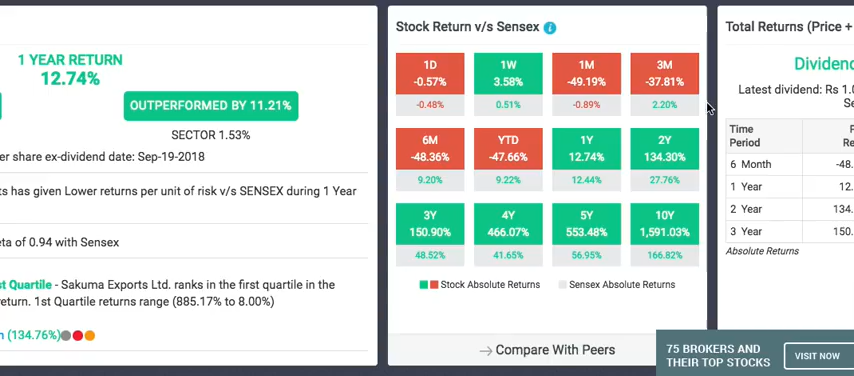 1 YEAR RETURN
12.74%
OUTPERFORMED BY 11.21%
SECTOR 1.53%
er share ex-dividend date: Sep-19-2018
ts has given Lower returns per unit of risk v/s SENSEX during 1 Year
eta of 0.94 with Sensex
st Quartile - Sakuma Exports Ltd. ranks in the first quartile in the
return. 1st Quartile returns range (885.17% to 8.00%)
n (134.76%)
Stock Return v/s Sensex i
1D 1W 1M 3M
-0.57% 3.58% -49.19% -37.81%
-0.48% 0.51% -0.89% 2.20%
6M YTD 1Y 2Y
-48.36% -47.66% 12.74% 134.30%
9.20% 9.22% 12.44% 27.76%
3Y 4Y 5Y 10Y
150.90% 466.07% 553.48% 1,591.03%
48.52% 41.65% 56.95% 166.82%
Stock Absolute Returns Sensex Absolute Returns
Compare With Peers
Total Returns (Price +
Dividend
Latest dividend: Rs 1.0
Se
Time P
Period Re
6 Month -48.
1 Year 12.
2 Year 134.
3 Year 150.
Absolute Returns
75 BROKERS AND
THEIR TOP STOCKS
VISIT NOW